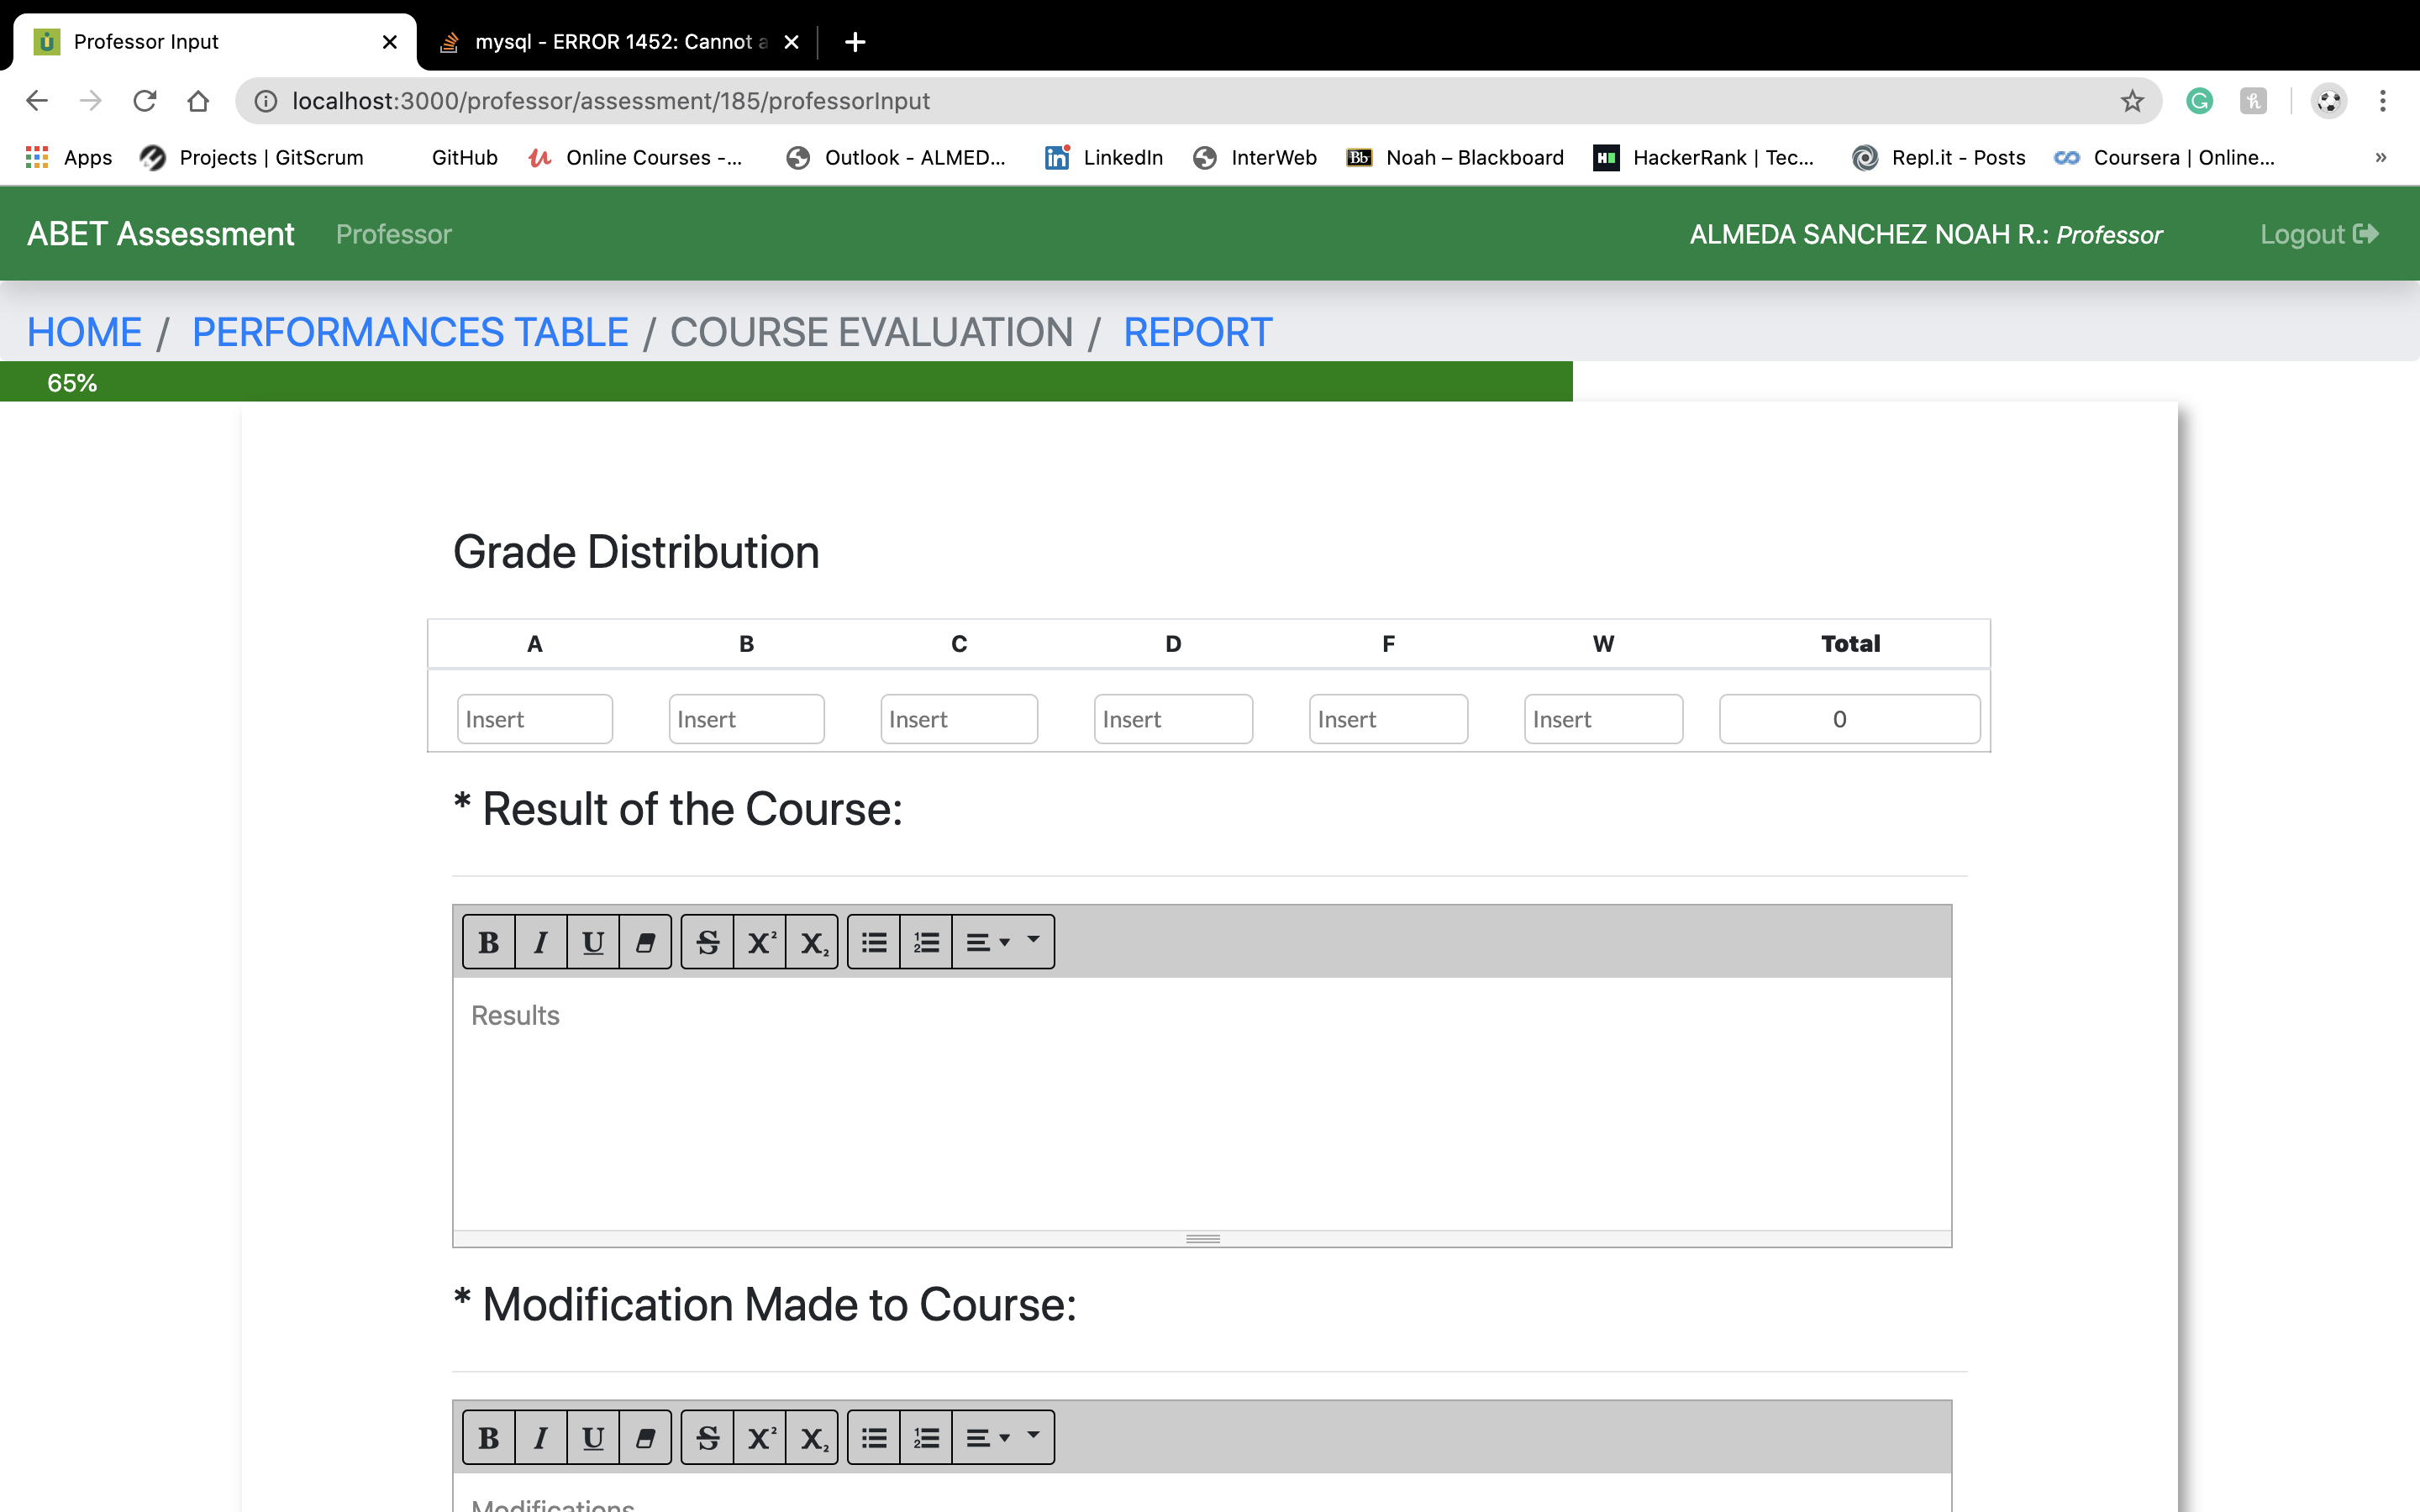 Professor Input
mysql - ERROR 1452: Cannot a
localhost:3000/professor/assessment/185/professorInput
Apps Projects | GitScrum GitHub Online Courses -... Outlook - ALMED... LinkedIn InterWeb Bb Noah – Blackboard H HackerRank | Tec... Repl.it - Posts Coursera | Online... »
ABET Assessment Professor ALMEDA SANCHEZ NOAH R.: Professor Logout
HOME / PERFORMANCES TABLE / COURSE EVALUATION / REPORT
65%
Grade Distribution
A B C D F W Total
Insert Insert Insert Insert Insert Insert 0
* Result of the Course:
B I U S X² X₂
Results
* Modification Made to Course:
B I U S X² X₂
Modifications